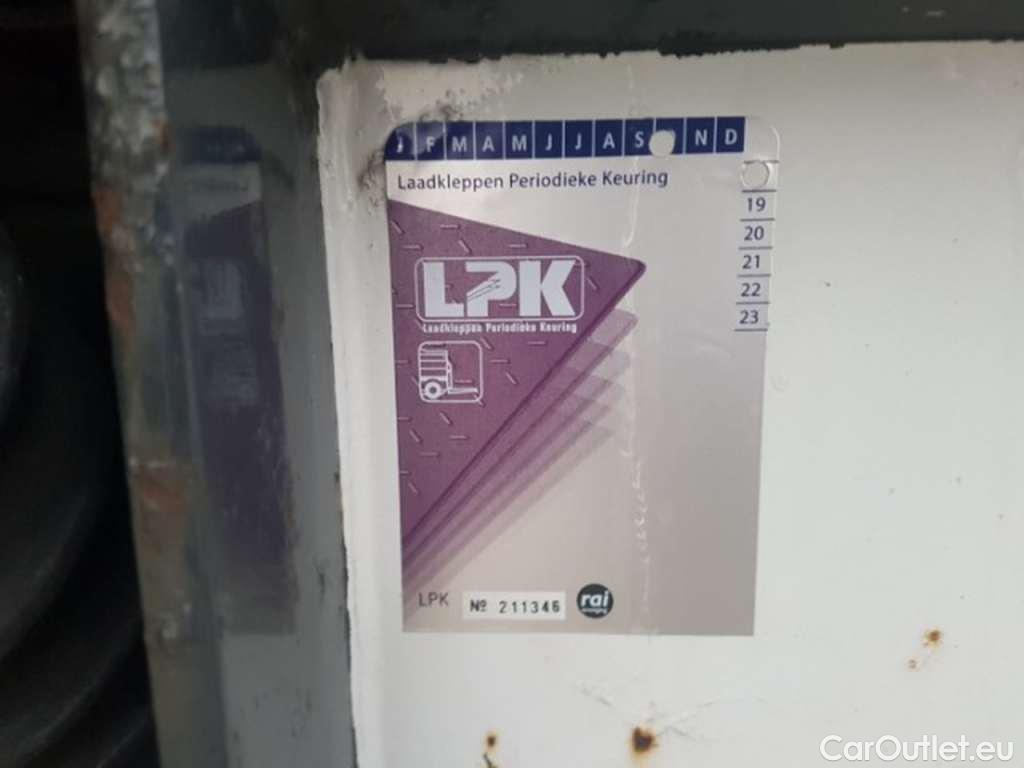 J F M A M J J A S N D
Laadkleppen Periodieke Keuring
19
20
21
22
23
LPK
Laadkleppen Periodieke Keuring
LPK № 211346 rai
CarOutlet.eu